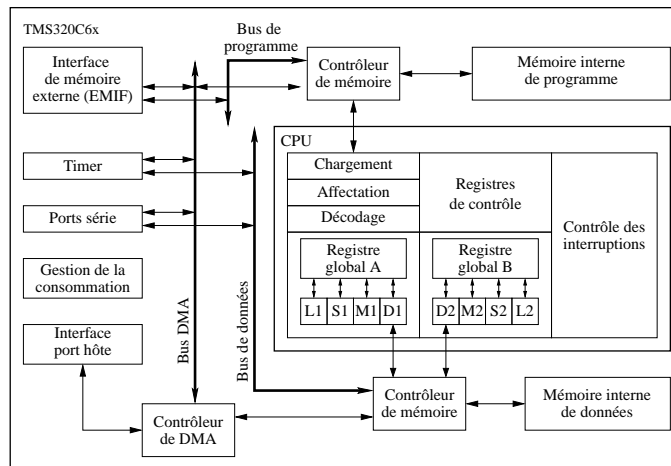 TMS320C6x
Bus de
programme
Interface
de mémoire
externe (EMIF)
Contrôleur
de mémoire
Mémoire interne
de programme
CPU
Timer
Chargement
Affectation
Décodage
Registres
de contrôle
Contrôle des
interruptions
Ports série
Registre
global A
Registre
global B
Gestion de la
consommation
L1 S1 M1 D1
D2 M2 S2 L2
Bus DMA
Bus de données
Interface
port hôte
Contrôleur
de DMA
Contrôleur
de mémoire
Mémoire interne
de données